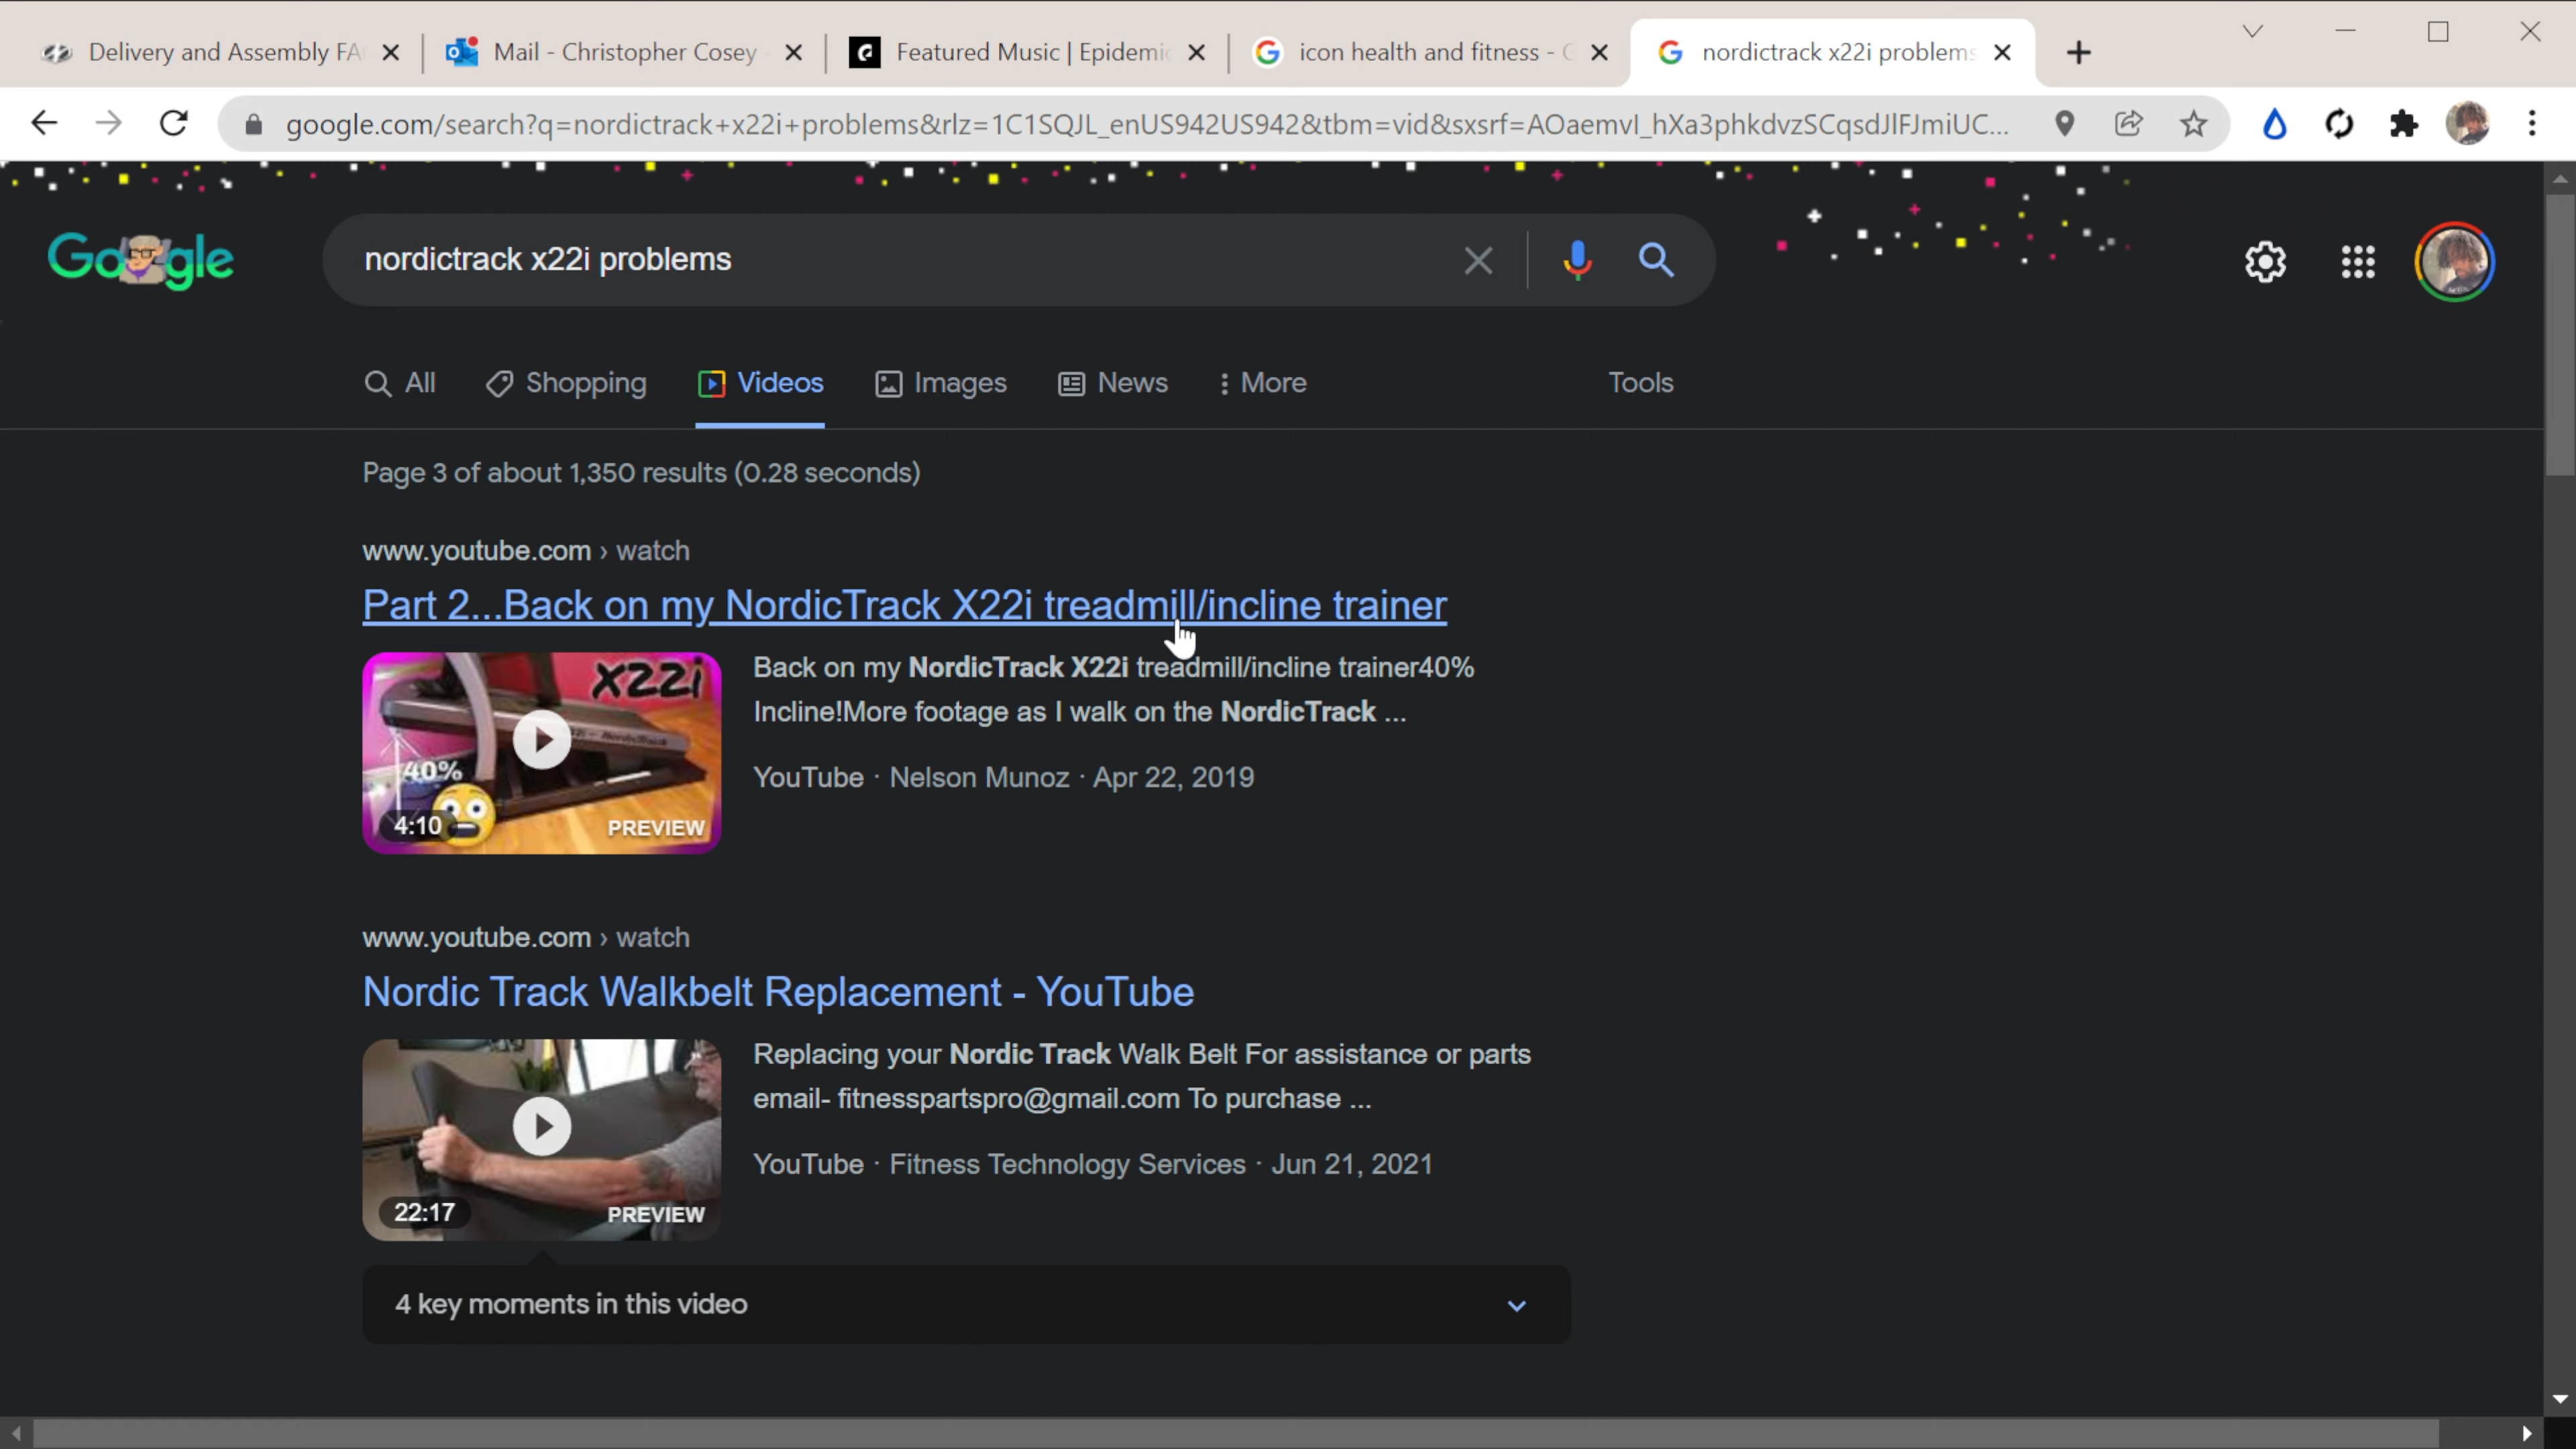 Delivery and Assembly FA
Mail - Christopher Cosey
Featured Music | Epidemic
icon health and fitness - G
nordictrack x22i problems
google.com/search?q=nordictrack+x22i+problems&rlz=1C1SQJL_enUS942US942&tbm=vid&sxsrf=AOaemvI_hXa3phkdvzSCqsdJlFJmiUC...
Google
nordictrack x22i problems
All
Shopping
Videos
Images
News
More
Tools
Page 3 of about 1,350 results (0.28 seconds)
www.youtube.com › watch
Part 2...Back on my NordicTrack X22i treadmill/incline trainer
X22i
40%
4:10
PREVIEW
Back on my NordicTrack X22i treadmill/incline trainer40%
Incline!More footage as I walk on the NordicTrack ...
YouTube · Nelson Munoz · Apr 22, 2019
www.youtube.com › watch
Nordic Track Walkbelt Replacement - YouTube
22:17
PREVIEW
Replacing your Nordic Track Walk Belt For assistance or parts
email- fitnesspartspro@gmail.com To purchase ...
YouTube · Fitness Technology Services · Jun 21, 2021
4 key moments in this video